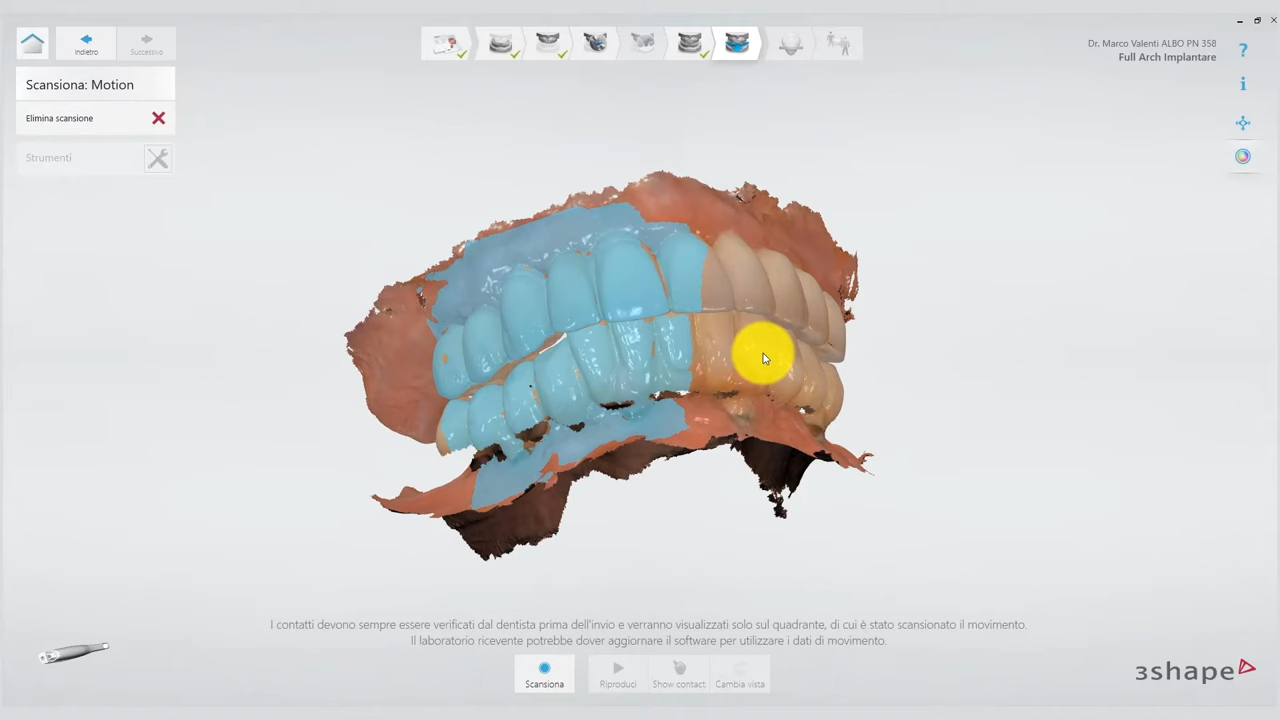 Indietro
Successivo
Dr. Marco Valenti ALBO PN 358
Full Arch Implantare
Scansiona: Motion
Elimina scansione
Strumenti
I contatti devono sempre essere verificati dal dentista prima dell'invio e verranno visualizzati solo sul quadrante, di cui è stato scansionato il movimento.
Il laboratorio ricevente potrebbe dover aggiornare il software per utilizzare i dati di movimento.
Scansiona
Riproduci
Show contact
Cambia vista
3shape